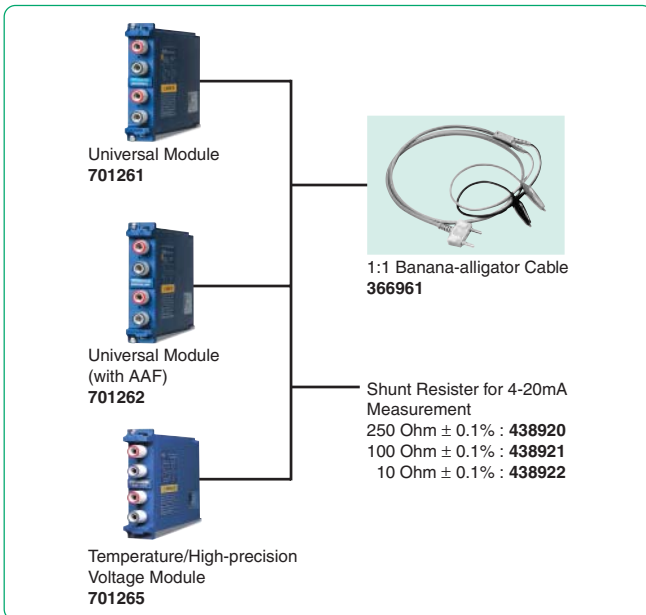 Universal Module
701261
1:1 Banana-alligator Cable
366961
Universal Module
(with AAF)
701262
Shunt Resister for 4-20mA
Measurement
250 Ohm ± 0.1% : 438920
100 Ohm ± 0.1% : 438921
10 Ohm ± 0.1% : 438922
Temperature/High-precision
Voltage Module
701265